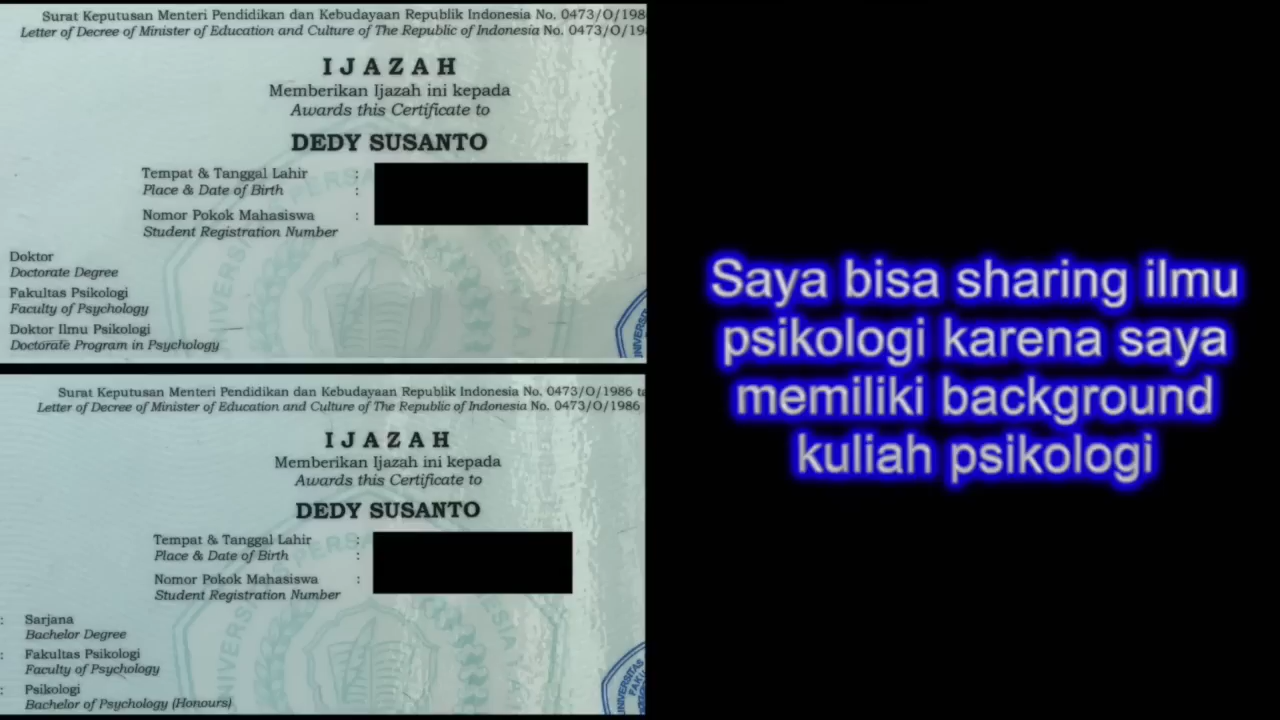 Surat Keputusan Menteri Pendidikan dan Kebudayaan Republik Indonesia No. 0473/O/198
Letter of Decree of Minister of Education and Culture of The Republic of Indonesia No. 0473/O/19
I J A Z A H
Memberikan Ijazah ini kepada
Awards this Certificate to
DEDY SUSANTO
Tempat & Tanggal Lahir :
Place & Date of Birth :
Nomor Pokok Mahasiswa :
Student Registration Number
Doktor
Doctorate Degree
Fakultas Psikologi
Faculty of Psychology
Doktor Ilmu Psikologi
Doctorate Program in Psychology
Surat Keputusan Menteri Pendidikan dan Kebudayaan Republik Indonesia No. 0473/O/1986
Letter of Decree of Minister of Education and Culture of The Republic of Indonesia No. 0473/O/1986
I J A Z A H
Memberikan Ijazah ini kepada
Awards this Certificate to
DEDY SUSANTO
Tempat & Tanggal Lahir :
Place & Date of Birth :
Nomor Pokok Mahasiswa :
Student Registration Number
: Sarjana
Bachelor Degree
: Fakultas Psikologi
Faculty of Psychology
: Psikologi
Bachelor of Psychology (Honours)
Saya bisa sharing ilmu
psikologi karena saya
memiliki background
kuliah psikologi